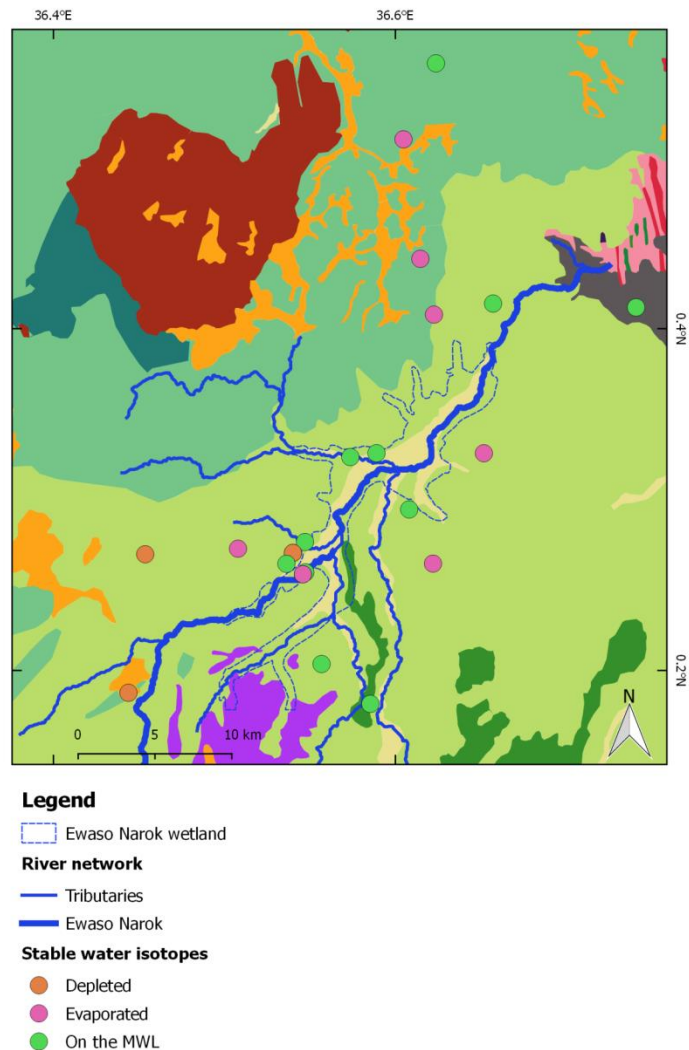 36.4°E 36.6°E
0.4°N
0.2°N
N
0 5 10 km
Legend
Ewaso Narok wetland
River network
Tributaries
Ewaso Narok
Stable water isotopes
Depleted
Evaporated
On the MWL